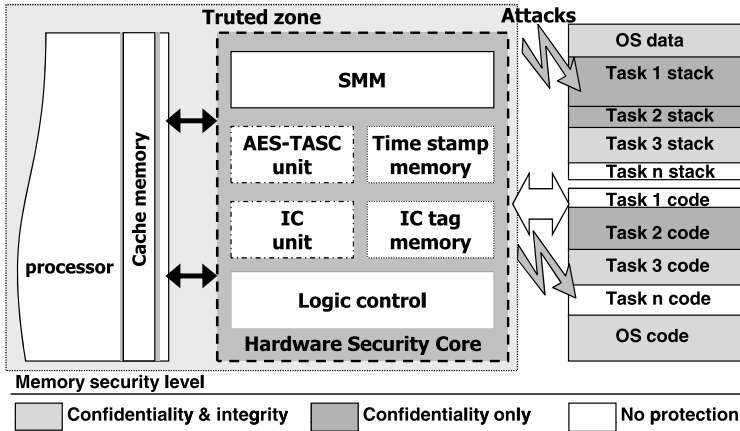 Truted zone
Attacks
SMM
AES-TASC
unit
Time stamp
memory
IC
unit
IC tag
memory
Logic control
Hardware Security Core
processor
Cache memory
OS data
Task 1 stack
Task 2 stack
Task 3 stack
Task n stack
Task 1 code
Task 2 code
Task 3 code
Task n code
OS code
Memory security level
Confidentiality & integrity
Confidentiality only
No protection